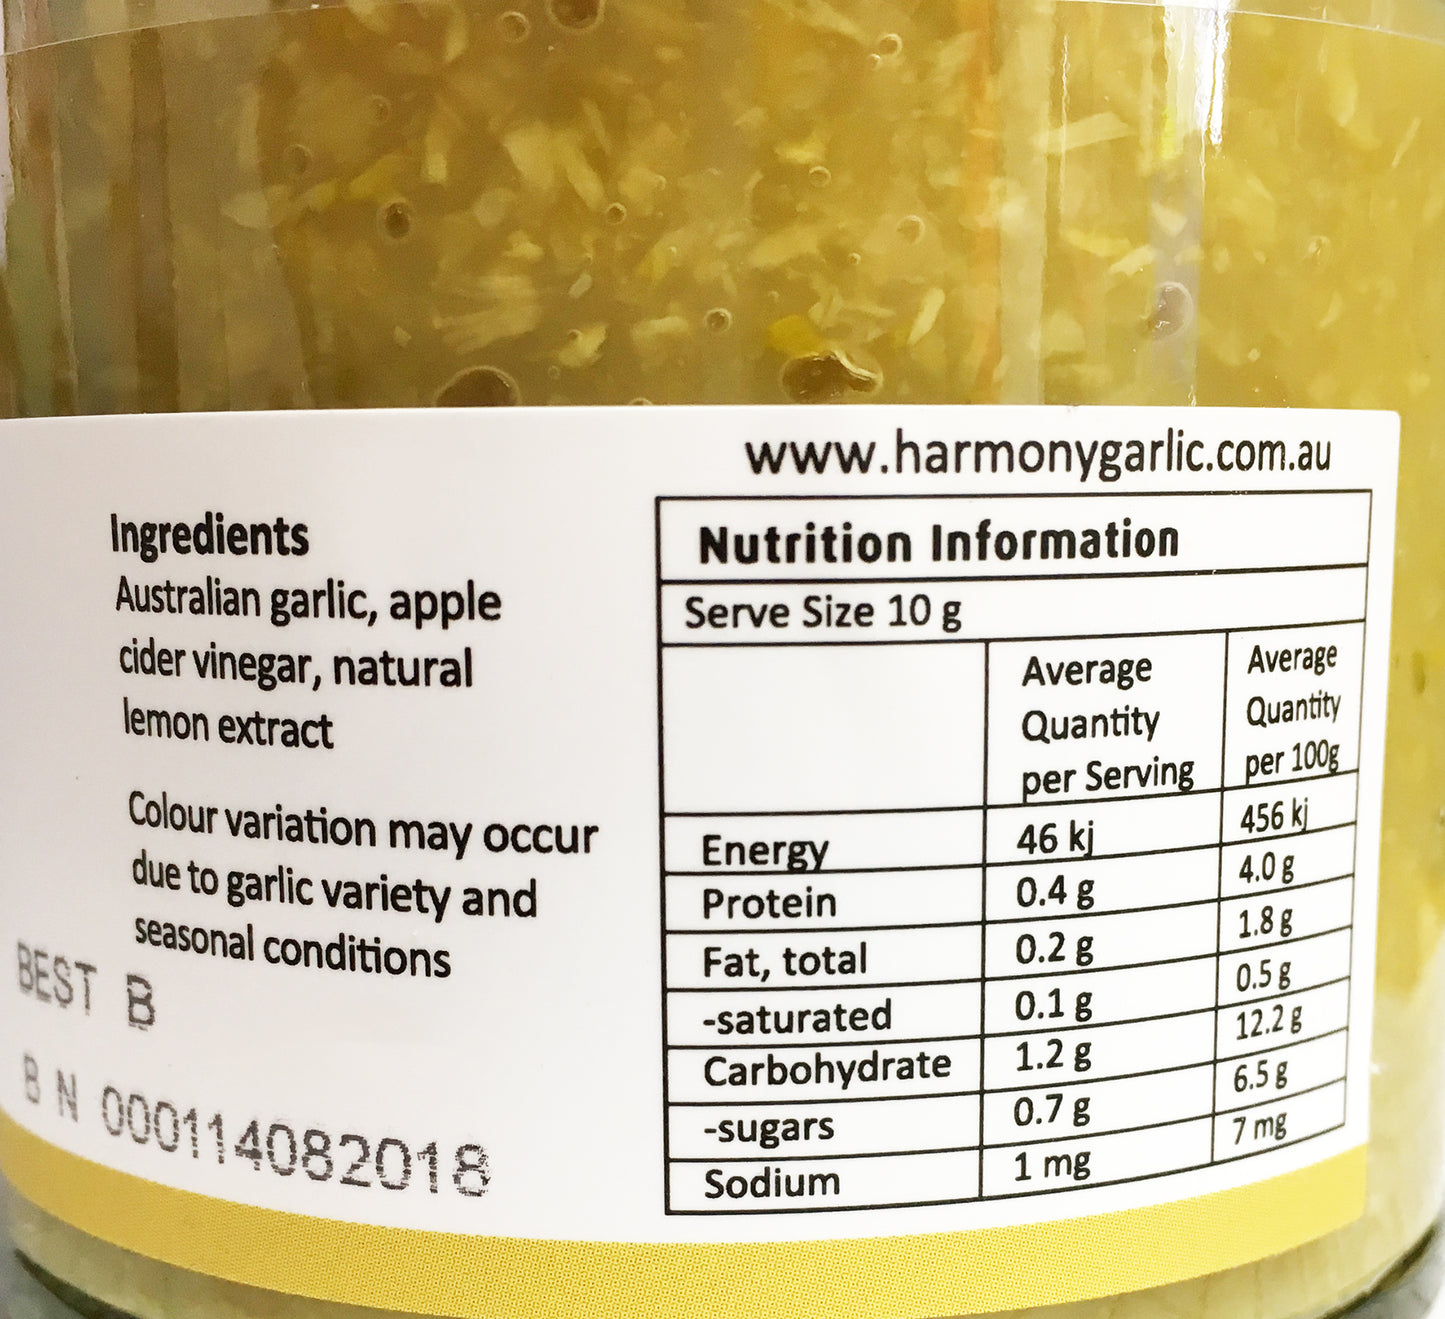 www.harmonygarlic.com.au
Ingredients
Australian garlic, apple
cider vinegar, natural
lemon extract
Colour variation may occur
due to garlic variety and
seasonal conditions
BEST B
B N 000114082018
Nutrition Information
Serve Size 10 g
Average Quantity per Serving Average Quantity per 100g
Energy 46 kj 456 kj
Protein 0.4 g 4.0 g
Fat, total 0.2 g 1.8 g
-saturated 0.1 g 0.5 g
Carbohydrate 1.2 g 12.2 g
-sugars 0.7 g 6.5 g
Sodium 1 mg 7 mg